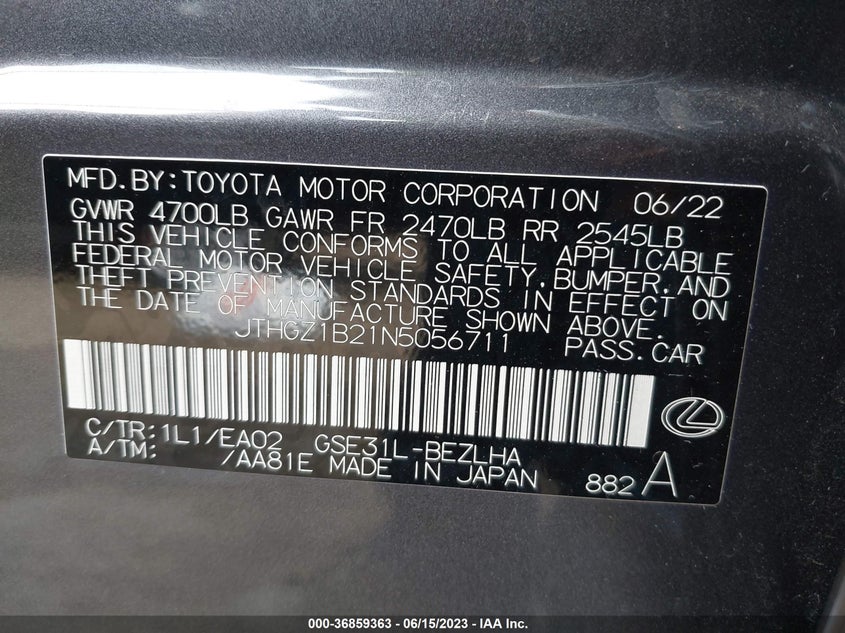 MFD.BY:TOYOTA MOTOR CORPORATION 06/22
GVWR 4700LB GAWR FR 2470LB RR 2545LB
THIS VEHICLE CONFORMS TO ALL APPLICABLE
FEDERAL MOTOR VEHICLE SAFETY,BUMPER,AND
THEFT PREVENTION STANDARDS IN EFFECT ON
THE DATE OF MANUFACTURE SHOWN ABOVE.
JTHGZ1B21N5056711 PASS.CAR
C/TR:1L1/EA02 GSE31L-BEZLHA
A/TM: /AA81E MADE IN JAPAN 882 A
000-36859363 - 06/15/2023 - IAA Inc.